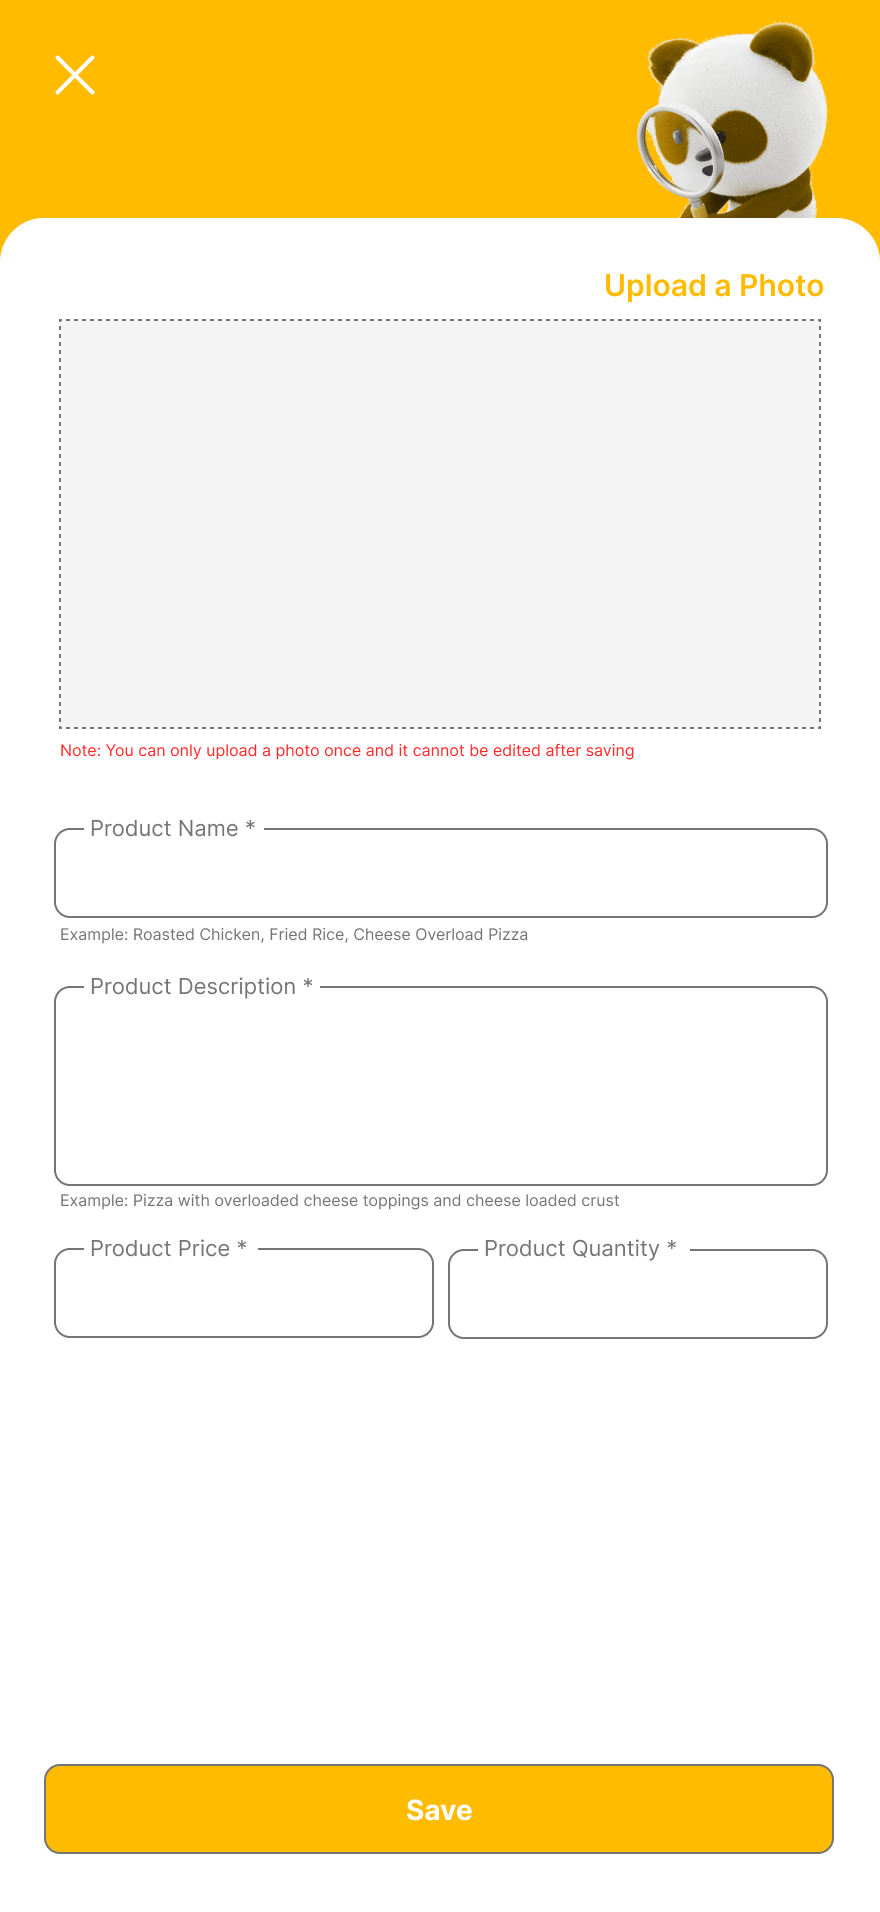 Upload a Photo
Note: You can only upload a photo once and it cannot be edited after saving
Product Name *
Example: Roasted Chicken, Fried Rice, Cheese Overload Pizza
Product Description *
Example: Pizza with overloaded cheese toppings and cheese loaded crust
Product Price *
Product Quantity *
Save